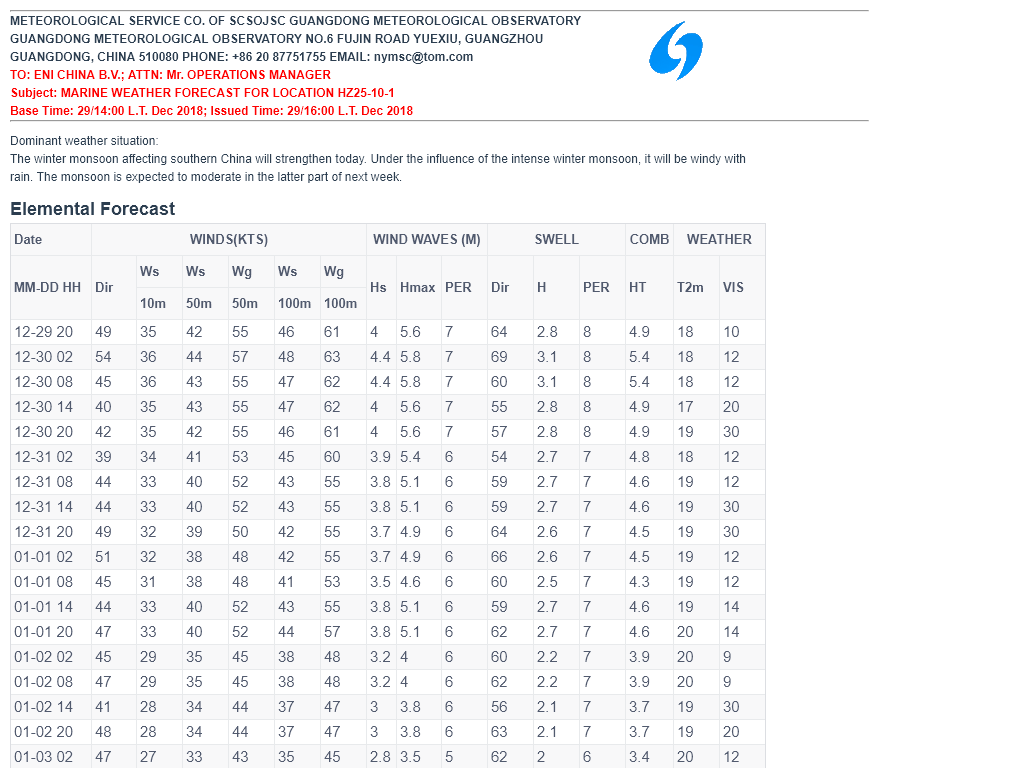 METEOROLOGICAL SERVICE CO. OF SCSOJSC GUANGDONG METEOROLOGICAL OBSERVATORY
GUANGDONG METEOROLOGICAL OBSERVATORY NO.6 FUJIN ROAD YUEXIU, GUANGZHOU
GUANGDONG, CHINA 510080 PHONE: +86 20 87751755 EMAIL: nymsc@tom.com
TO: ENI CHINA B.V.; ATTN: Mr. OPERATIONS MANAGER
Subject: MARINE WEATHER FORECAST FOR LOCATION HZ25-10-1
Base Time: 29/14:00 L.T. Dec 2018; Issued Time: 29/16:00 L.T. Dec 2018
Dominant weather situation:
The winter monsoon affecting southern China will strengthen today. Under the influence of the intense winter monsoon, it will be windy with
rain. The monsoon is expected to moderate in the latter part of next week.
Elemental Forecast
Date WINDS(KTS) WIND WAVES (M) SWELL COMB WEATHER
MM-DD HH Dir Ws Ws Wg Ws Wg Hs Hmax PER Dir H PER HT T2m VIS
10m 50m 50m 100m 100m
12-29 20 49 35 42 55 46 61 4 5.6 7 64 2.8 8 4.9 18 10
12-30 02 54 36 44 57 48 63 4.4 5.8 7 69 3.1 8 5.4 18 12
12-30 08 45 36 43 55 47 62 4.4 5.8 7 60 3.1 8 5.4 18 12
12-30 14 40 35 43 55 47 62 4 5.6 7 55 2.8 8 4.9 17 20
12-30 20 42 35 42 55 46 61 4 5.6 7 57 2.8 8 4.9 19 30
12-31 02 39 34 41 53 45 60 3.9 5.4 6 54 2.7 7 4.8 18 12
12-31 08 44 33 40 52 43 55 3.8 5.1 6 59 2.7 7 4.6 19 12
12-31 14 44 33 40 52 43 55 3.8 5.1 6 59 2.7 7 4.6 19 30
12-31 20 49 32 39 50 42 55 3.7 4.9 6 64 2.6 7 4.5 19 30
01-01 02 51 32 38 48 42 55 3.7 4.9 6 66 2.6 7 4.5 19 12
01-01 08 45 31 38 48 41 53 3.5 4.6 6 60 2.5 7 4.3 19 12
01-01 14 44 33 40 52 43 55 3.8 5.1 6 59 2.7 7 4.6 19 14
01-01 20 47 33 40 52 44 57 3.8 5.1 6 62 2.7 7 4.6 20 14
01-02 02 45 29 35 45 38 48 3.2 4 6 60 2.2 7 3.9 20 9
01-02 08 47 29 35 45 38 48 3.2 4 6 62 2.2 7 3.9 20 9
01-02 14 41 28 34 44 37 47 3 3.8 6 56 2.1 7 3.7 19 30
01-02 20 48 28 34 44 37 47 3 3.8 6 63 2.1 7 3.7 19 20
01-03 02 47 27 33 43 35 45 2.8 3.5 5 62 2 6 3.4 20 12